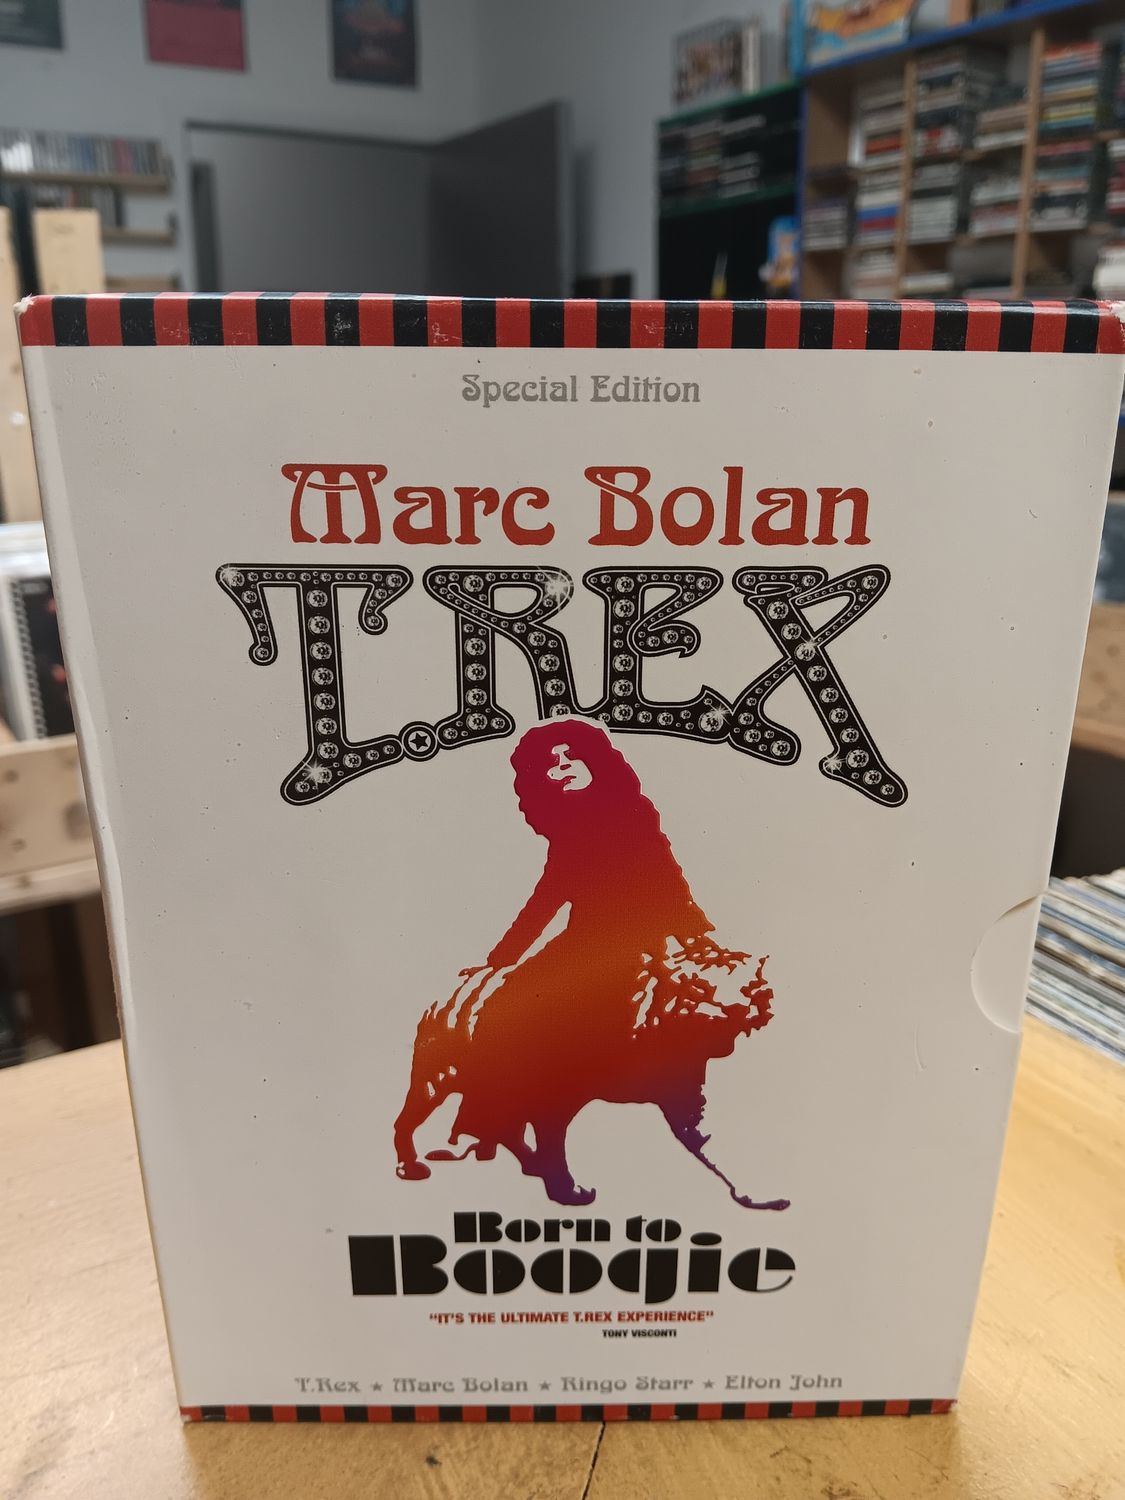 Special Edition
Marc Bolan
T.REX
Born to
Boogie
"IT'S THE ULTIMATE T.REX EXPERIENCE"
TONY VISCONTI
T.Rex ★ Marc Bolan ★ Ringo Starr ★ Elton John